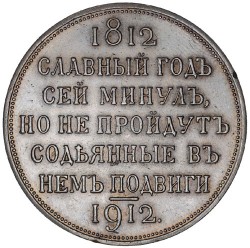 1812
СЛАВНЫЙ ГОДЪ
СЕЙ МИНУЛЪ,
НО НЕ ПРОЙДУТЪ
СОДѢЯННЫЕ ВЪ
НЕМЪ ПОДВИГИ
1912.